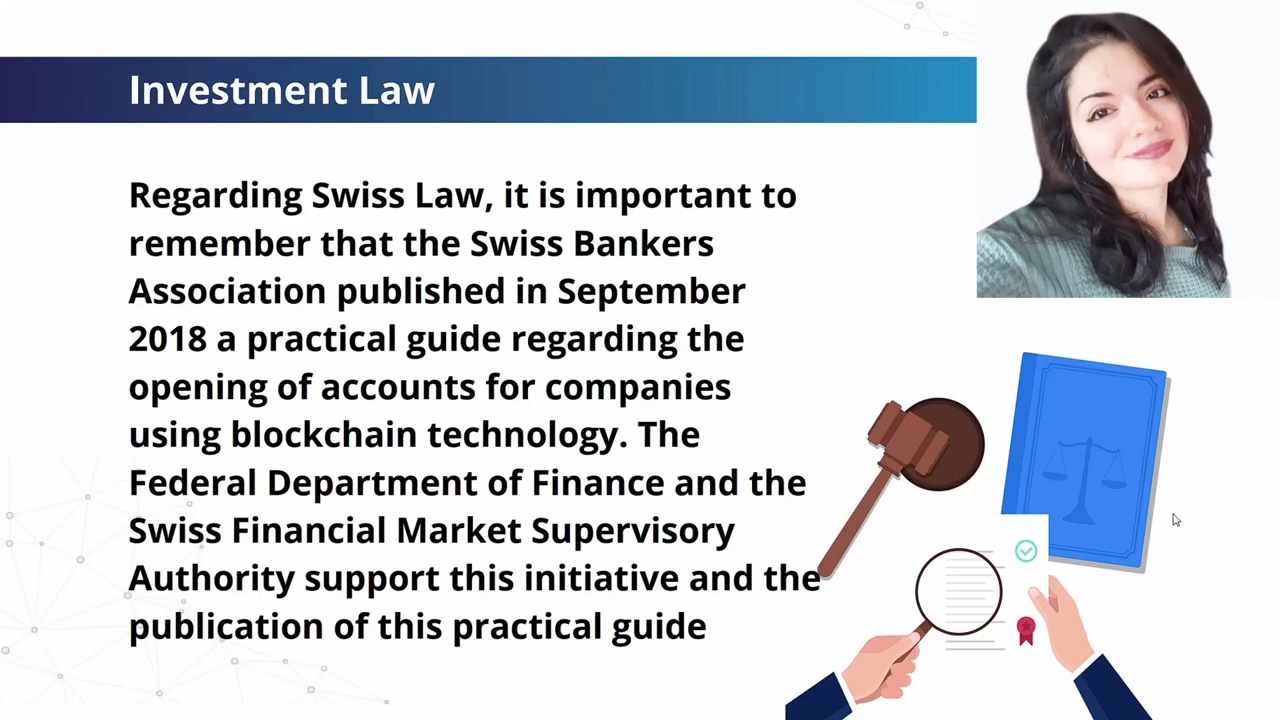 Investment Law
Regarding Swiss Law, it is important to
remember that the Swiss Bankers
Association published in September
2018 a practical guide regarding the
opening of accounts for companies
using blockchain technology. The
Federal Department of Finance and the
Swiss Financial Market Supervisory
Authority support this initiative and the
publication of this practical guide